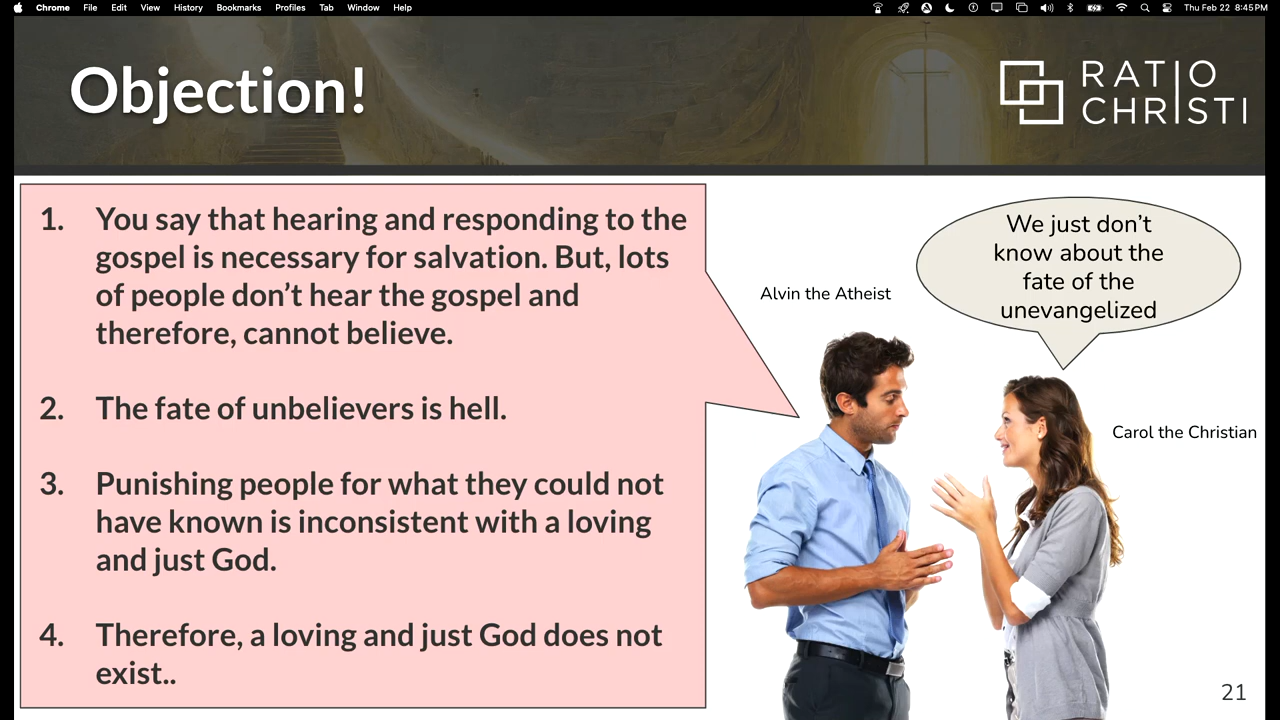 Chrome File Edit View History Bookmarks Profiles Tab Window Help Thu Feb 22 8:45 PM
Objection!
RATIO
CHRISTI
1. You say that hearing and responding to the
gospel is necessary for salvation. But, lots
of people don't hear the gospel and
therefore, cannot believe.
2. The fate of unbelievers is hell.
3. Punishing people for what they could not
have known is inconsistent with a loving
and just God.
4. Therefore, a loving and just God does not
exist..
We just don't
know about the
fate of the
unevangelized
Alvin the Atheist
Carol the Christian
21